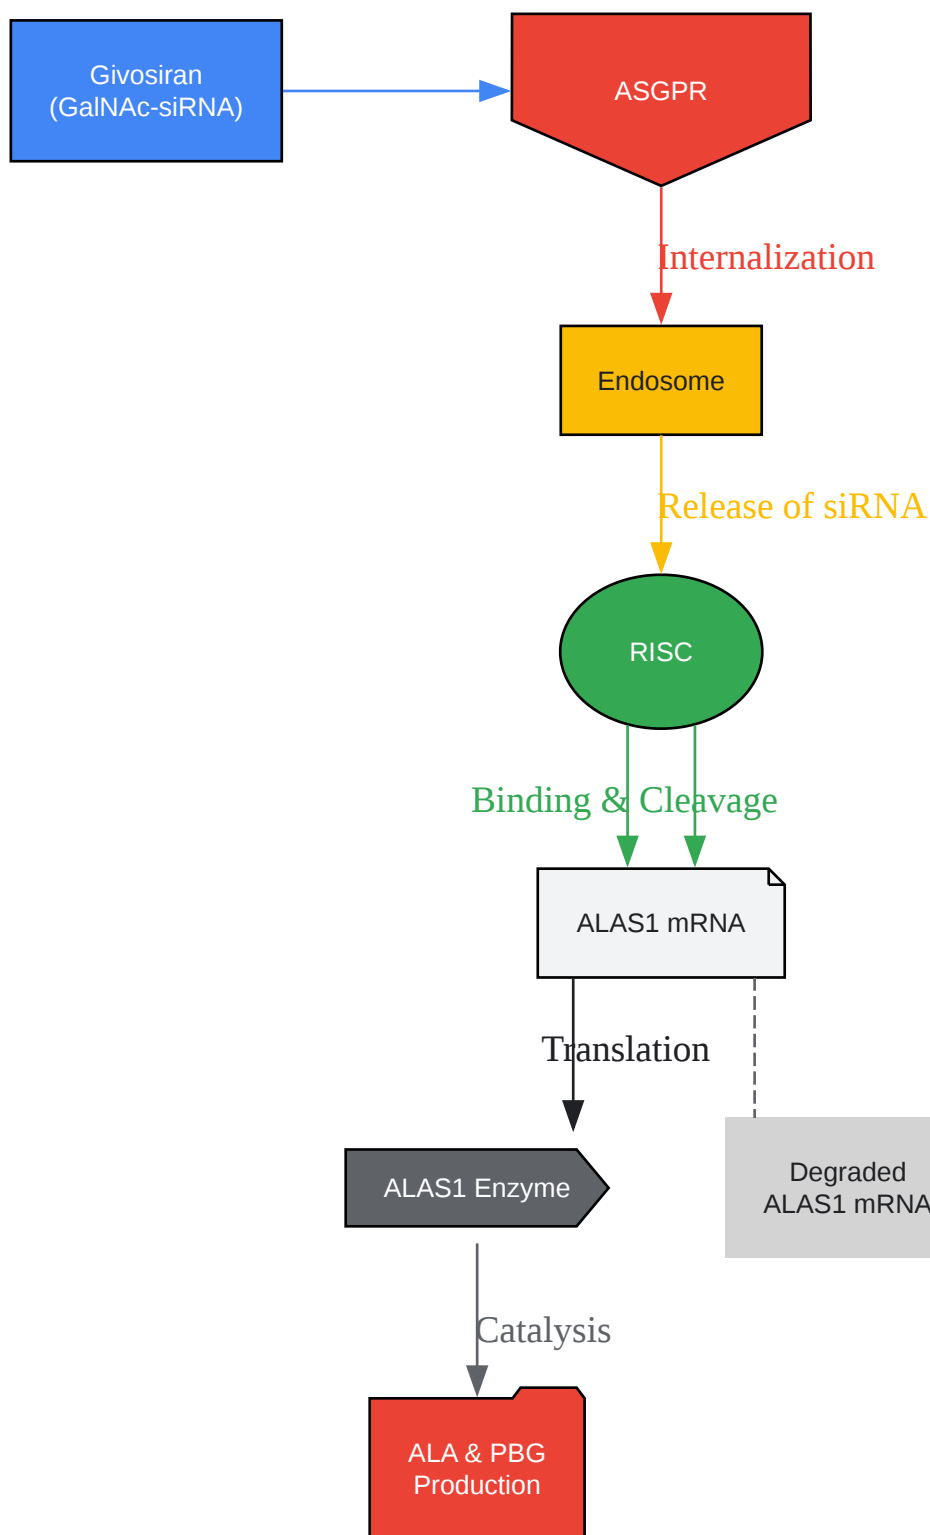 Givosiran
(GalNAc-siRNA)
ASGPR
Internalization
Endosome
Release of siRNA
RISC
Binding & Cleavage
ALAS1 mRNA
Translation
ALAS1 Enzyme
Degraded
ALAS1 mRNA
Catalysis
ALA & PBG
Production